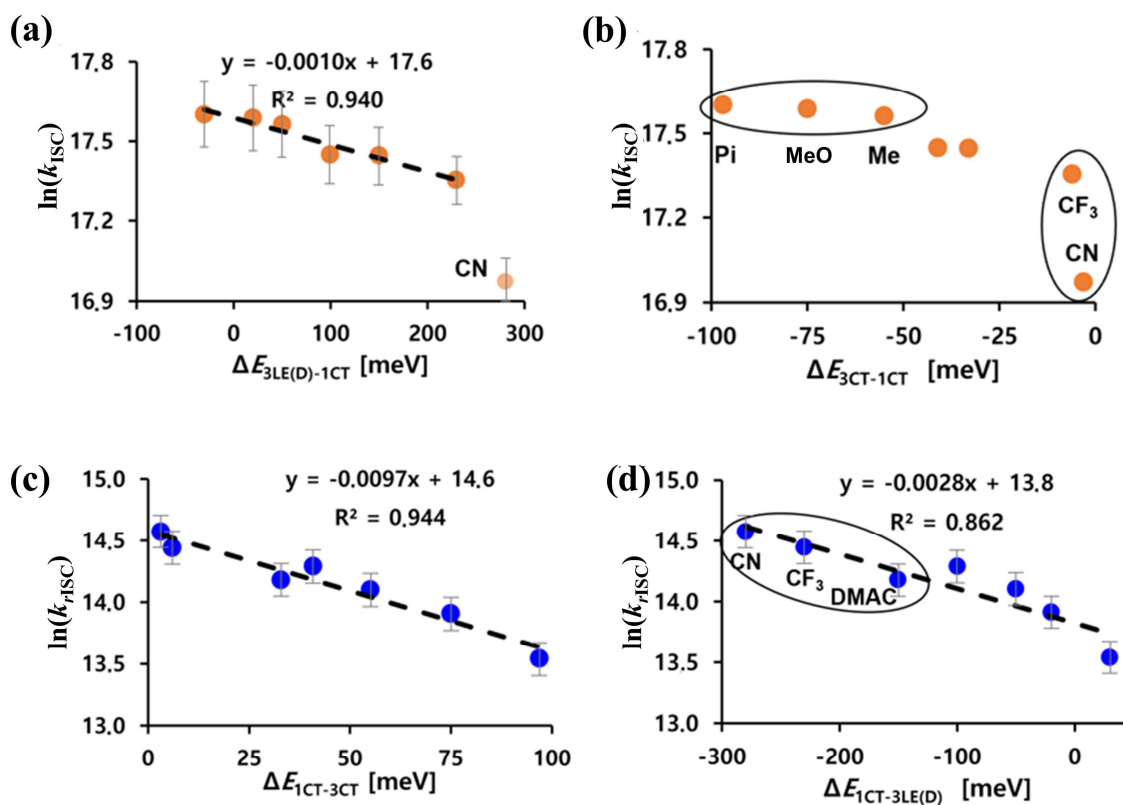 (a)
y = -0.0010x + 17.6
R² = 0.940
17.8
17.5
17.2
16.9
ln(kISC)
CN
-100 0 100 200 300
ΔE3LE(D)-1CT [meV]
(b)
17.8
17.5
17.2
16.9
ln(kISC)
Pi MeO Me
CF3
CN
-100 -75 -50 -25 0
ΔE3CT-1CT [meV]
(c)
y = -0.0097x + 14.6
R² = 0.944
15.0
14.5
14.0
13.5
13.0
ln(krISC)
0 25 50 75 100
ΔE1CT-3CT [meV]
(d)
y = -0.0028x + 13.8
R² = 0.862
15.0
14.5
14.0
13.5
13.0
ln(krISC)
CN
CF3
DMAC
-300 -200 -100 0
ΔE1CT-3LE(D) [meV]